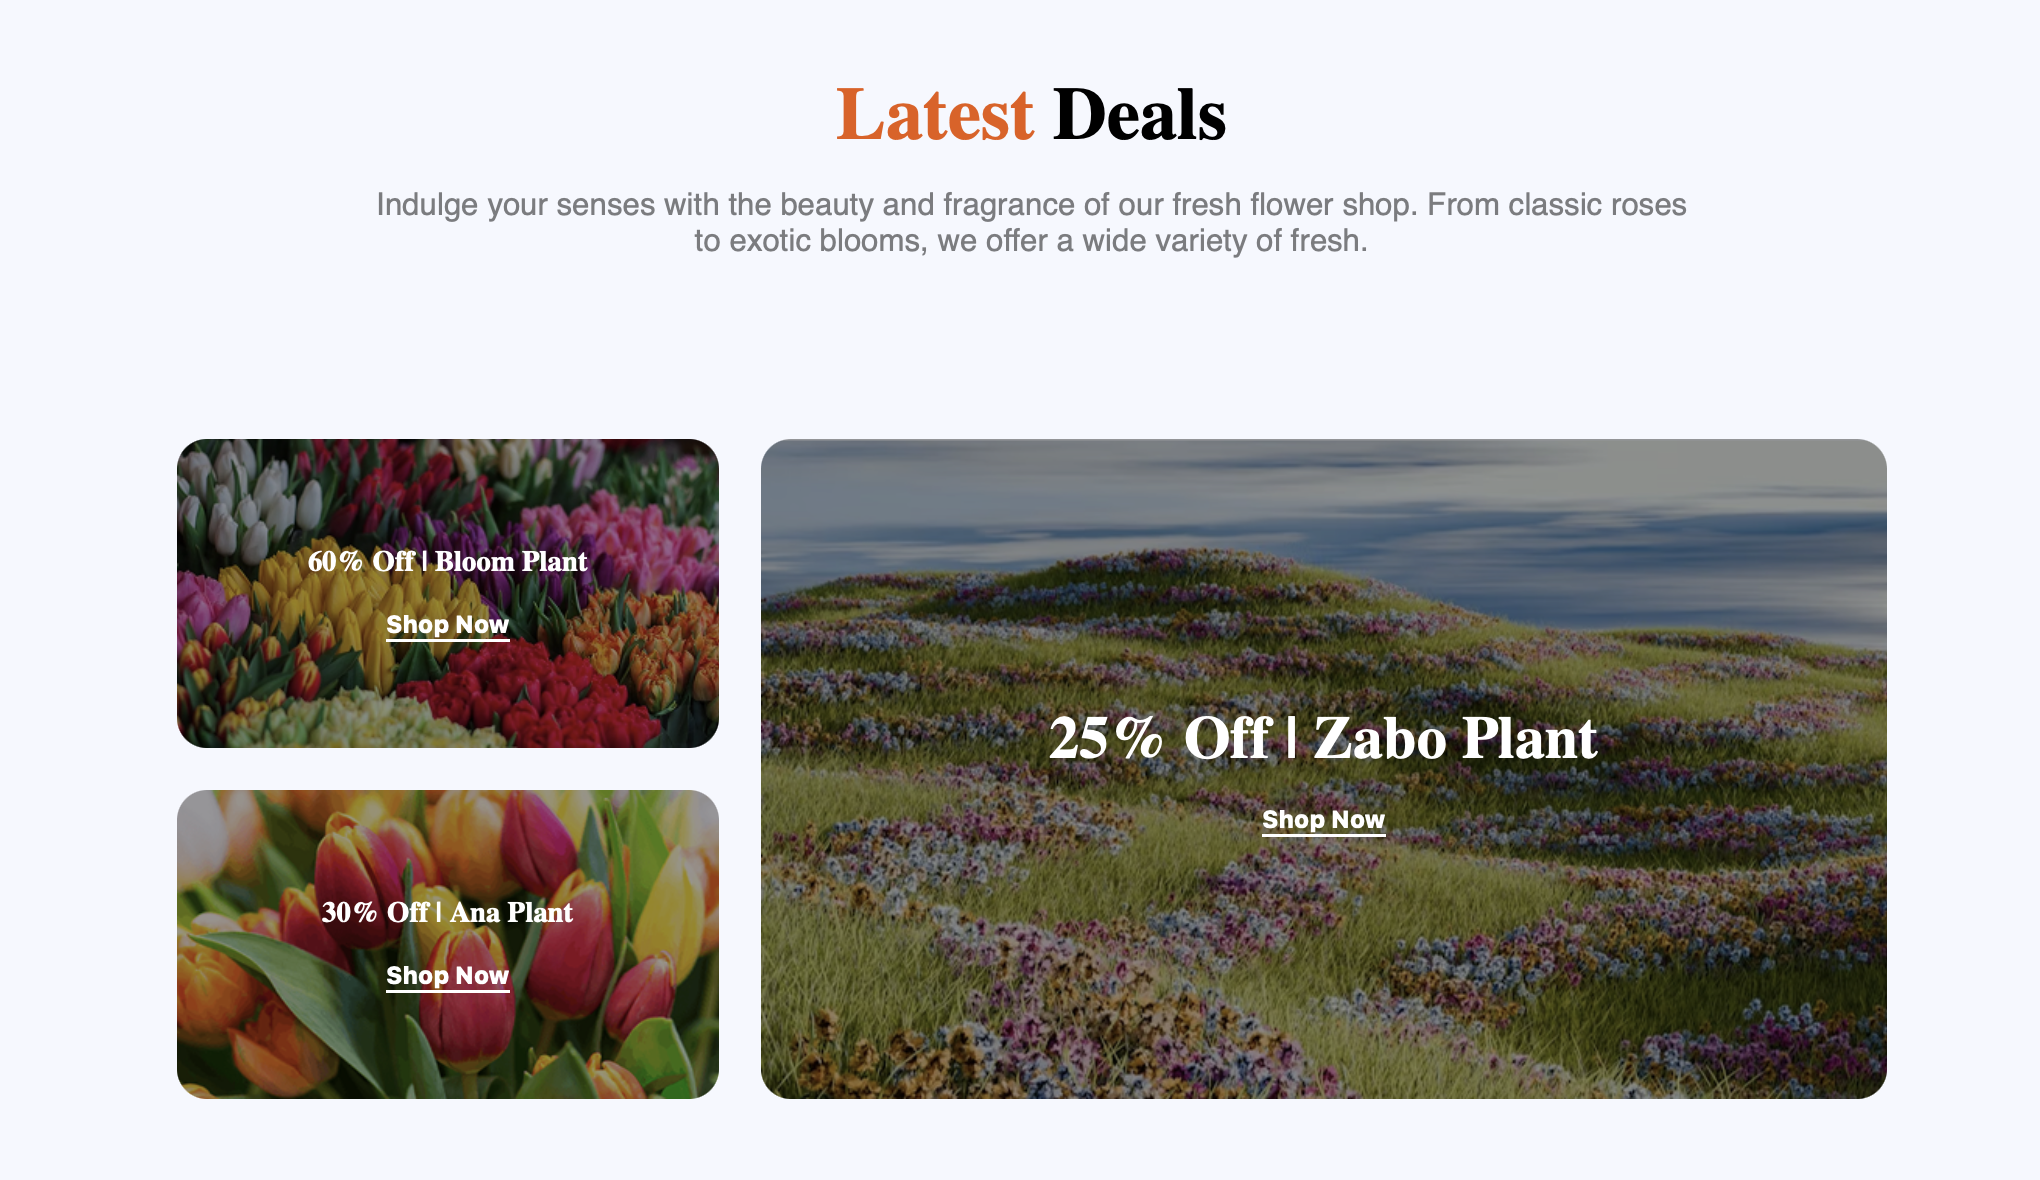 Latest Deals
Indulge your senses with the beauty and fragrance of our fresh flower shop. From classic roses
to exotic blooms, we offer a wide variety of fresh.
60% Off | Bloom Plant
Shop Now
30% Off | Ana Plant
Shop Now
25% Off | Zabo Plant
Shop Now